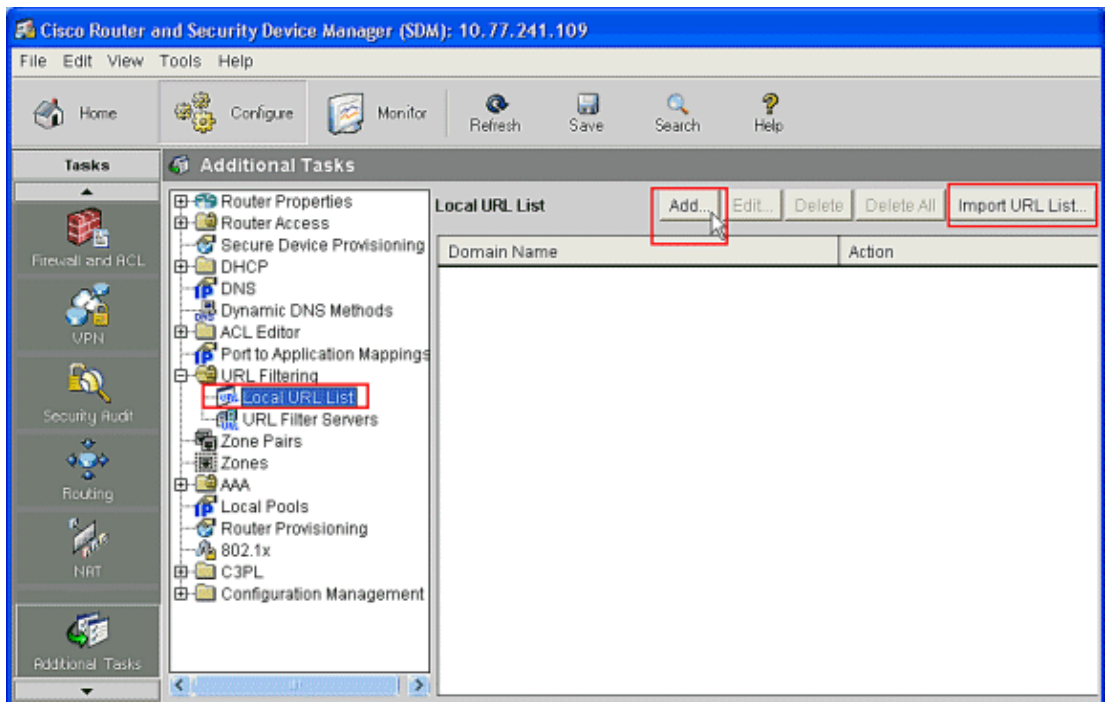 Cisco Router and Security Device Manager (SDM): 10.77.241.109
File Edit View Tools Help
Home Configure Monitor Refresh Save Search Help
Tasks
Additional Tasks
Firewall and ACL
VPN
Security Audit
Routing
NAT
Additional Tasks
Router Properties
Router Access
Secure Device Provisioning
DHCP
DNS
Dynamic DNS Methods
ACL Editor
Port to Application Mappings
URL Filtering
Local URL List
URL Filter Servers
Zone Pairs
Zones
AAA
Local Pools
Router Provisioning
802.1x
C3PL
Configuration Management
Local URL List
Add... Edit... Delete Delete All Import URL List...
Domain Name Action